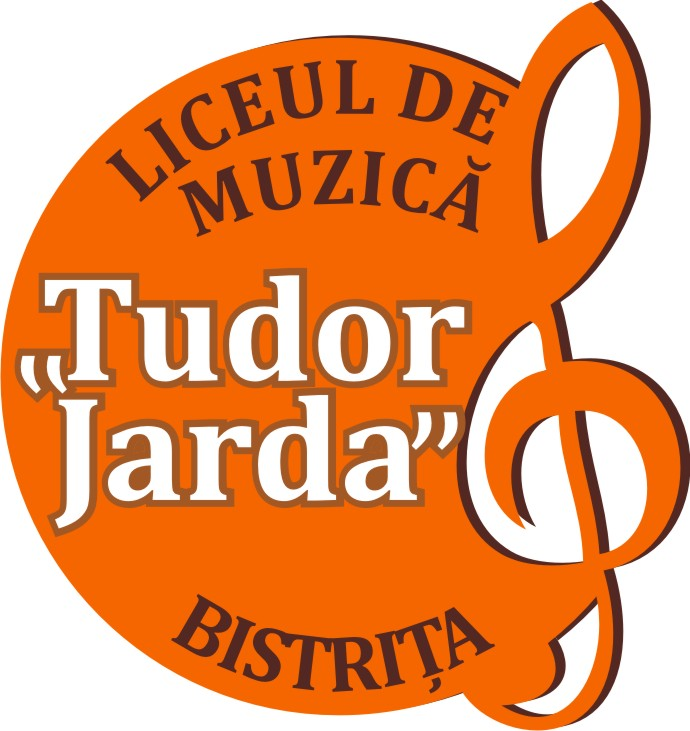 LICEUL DE
MUZICĂ
„Tudor
Jarda”
BISTRIȚA